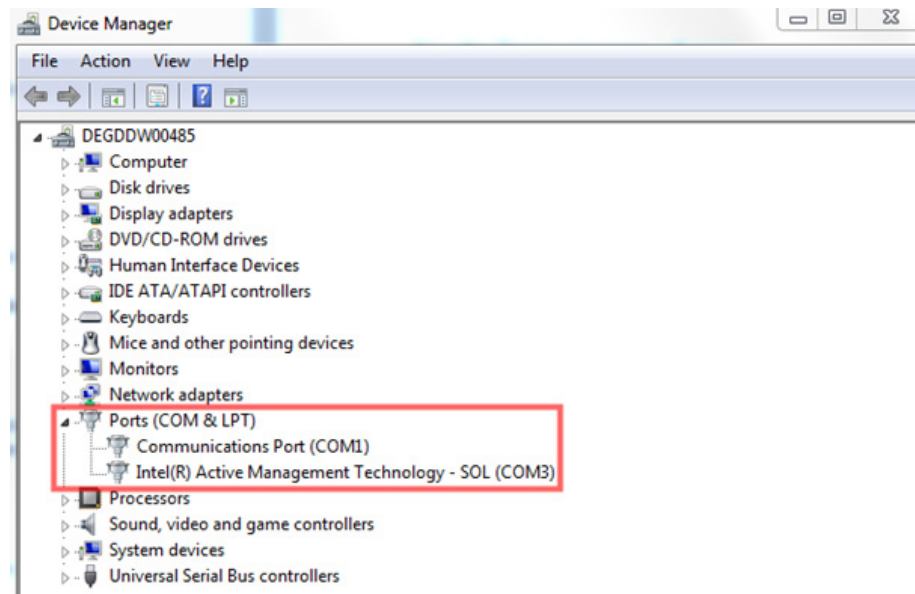 Device Manager
File Action View Help
DEGDDW00485
Computer
Disk drives
Display adapters
DVD/CD-ROM drives
Human Interface Devices
IDE ATA/ATAPI controllers
Keyboards
Mice and other pointing devices
Monitors
Network adapters
Ports (COM & LPT)
Communications Port (COM1)
Intel(R) Active Management Technology - SOL (COM3)
Processors
Sound, video and game controllers
System devices
Universal Serial Bus controllers